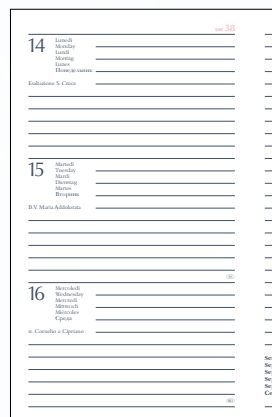 38
14
Lunedì
Monday
Lundi
Montag
Lunes
Понедельник
Esaltazione S. Croce
15
Martedì
Tuesday
Mardi
Dienstag
Martes
Вторник
B.V. Maria Addolorata
16
Mercoledì
Wednesday
Mercredi
Mittwoch
Miércoles
Среда
ss. Cornelio e Cipriano